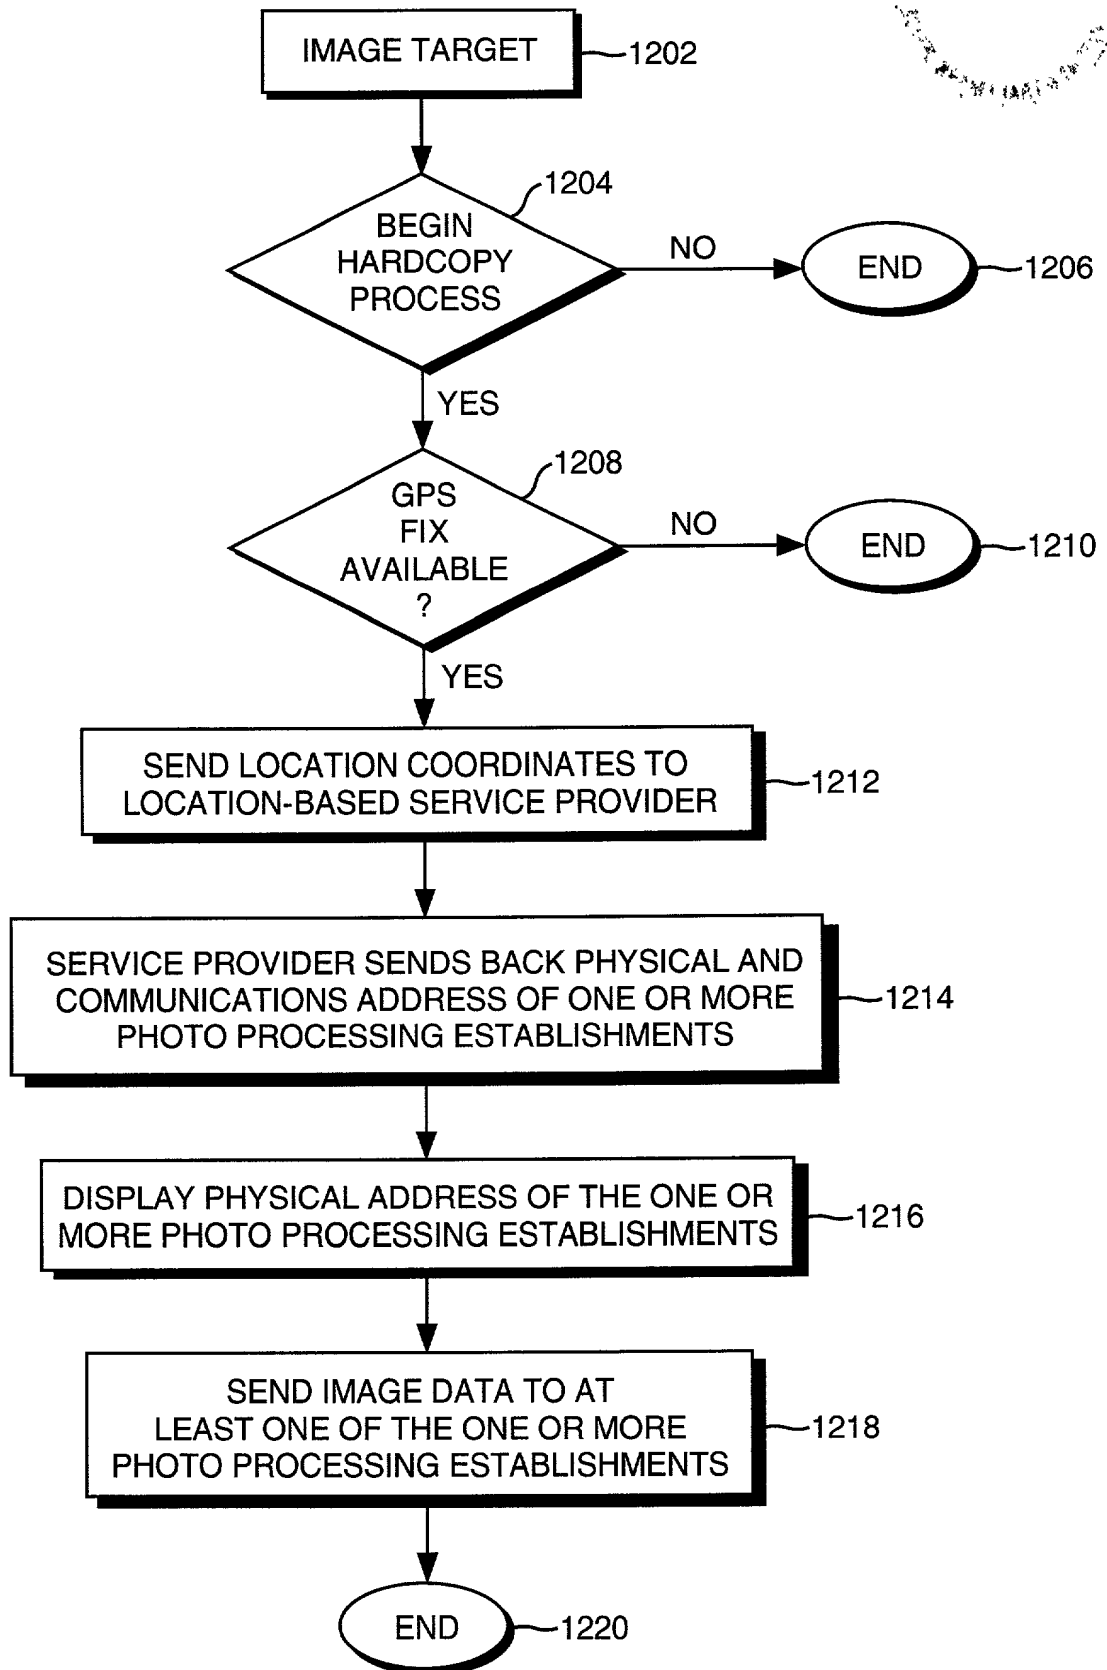 IMAGE TARGET
1202
1204
BEGIN
HARDCOPY
PROCESS
NO
END
1206
YES
1208
GPS
FIX
AVAILABLE
?
NO
END
1210
YES
SEND LOCATION COORDINATES TO
LOCATION-BASED SERVICE PROVIDER
1212
SERVICE PROVIDER SENDS BACK PHYSICAL AND
COMMUNICATIONS ADDRESS OF ONE OR MORE
PHOTO PROCESSING ESTABLISHMENTS
1214
DISPLAY PHYSICAL ADDRESS OF THE ONE OR
MORE PHOTO PROCESSING ESTABLISHMENTS
1216
SEND IMAGE DATA TO AT
LEAST ONE OF THE ONE OR MORE
PHOTO PROCESSING ESTABLISHMENTS
1218
END
1220